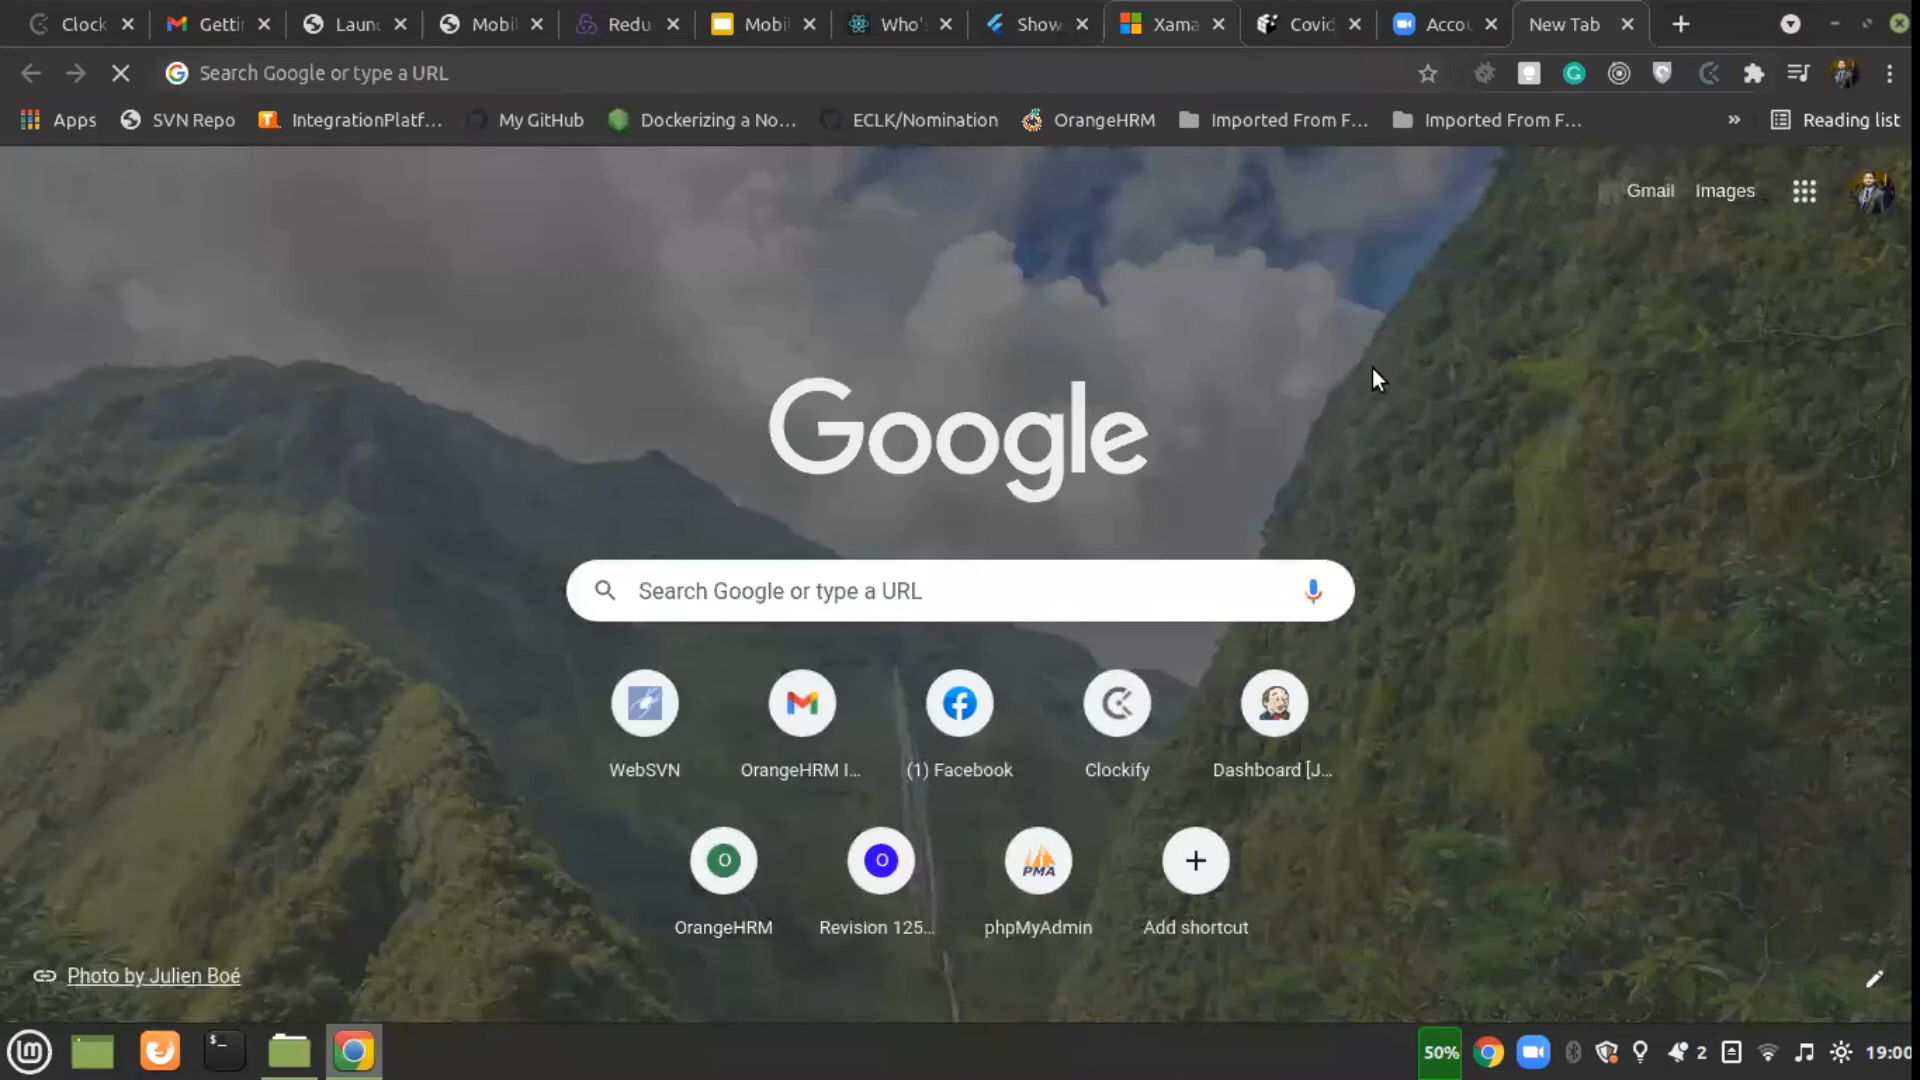 Clock Getti Laun Mobil Redu Mobil Who's Show Xama Covid Accou New Tab
Search Google or type a URL
Apps SVN Repo IntegrationPlatf... My GitHub Dockerizing a No... ECLK/Nomination OrangeHRM Imported From F... Imported From F... » Reading list
Gmail Images
Google
Search Google or type a URL
WebSVN OrangeHRM I... (1) Facebook Clockify Dashboard [J...
O O PMA
OrangeHRM Revision 125... phpMyAdmin Add shortcut
Photo by Julien Boé
50% 2 19:00